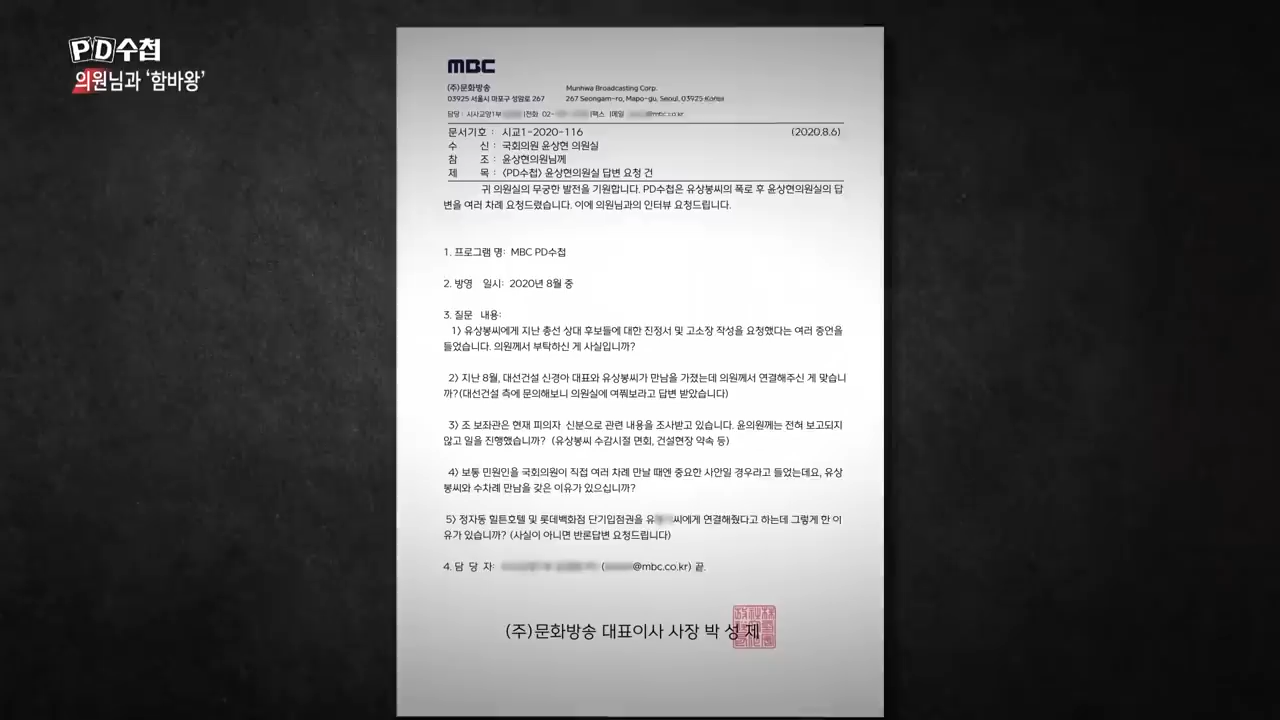 PD수첩
의원님과 '함바왕'
MBC
(주)문화방송 Munhwa Broadcasting Corp.
03925 서울시 마포구 성암로 267 267 Seongam-ro, Mapo-gu, Seoul, 03925 Korea
담당 : 시사교양1부 |전화 02- |팩스 |메일 @mbc.co.kr
문서기호 : 시교1-2020-116 (2020.8.6)
수 신 : 국회의원 윤상현 의원실
참 조 : 윤상현의원님께
제 목 : 〈PD수첩〉 윤상현의원실 답변 요청 건
귀 의원실의 무궁한 발전을 기원합니다. PD수첩은 유상봉씨의 폭로 후 윤상현의원실의 답
변을 여러 차례 요청드렸습니다. 이에 의원님과의 인터뷰 요청드립니다.
1. 프로그램 명: MBC PD수첩
2. 방영 일시: 2020년 8월 중
3. 질문 내용:
1) 유상봉씨에게 지난 총선 상대 후보들에 대한 진정서 및 고소장 작성을 요청했다는 여러 증언을
들었습니다. 의원께서 부탁하신 게 사실입니까?
2) 지난 8월, 대선건설 신경아 대표와 유상봉씨가 만남을 가졌는데 의원께서 연결해주신 게 맞습니
까?(대선건설 측에 문의해보니 의원실에 여쭤보라고 답변 받았습니다)
3) 조 보좌관은 현재 피의자 신분으로 관련 내용을 조사받고 있습니다. 윤의원께는 전혀 보고되지
않고 일을 진행했습니까? (유상봉씨 수감시절 면회, 건설현장 약속 등)
4) 보통 민원인을 국회의원이 직접 여러 차례 만날 때엔 중요한 사안일 경우라고 들었는데요, 유상
봉씨와 수차례 만남을 갖은 이유가 있으십니까?
5) 정자동 힐튼호텔 및 롯데백화점 단기입점권을 유 씨에게 연결해줬다고 하는데 그렇게 한 이
유가 있습니까? (사실이 아니면 반론답변 요청드립니다)
4. 담 당 자: ( @mbc.co.kr) 끝.
(주)문화방송 대표이사 사장 박 성 제